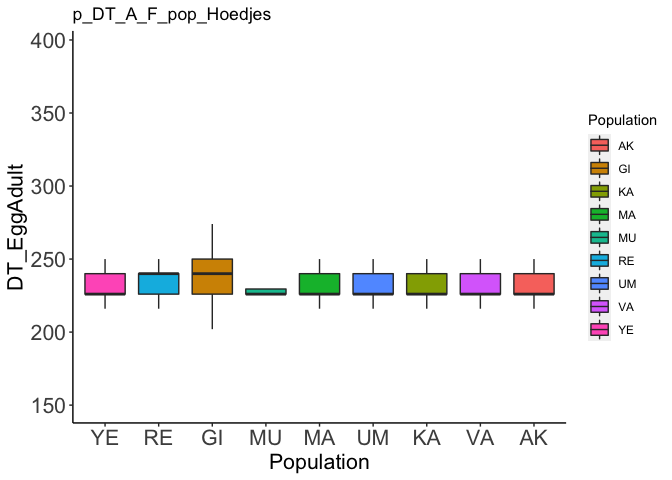 p_DT_A_F_pop_Hoedjes
400
350
300
250
200
150
DT_EggAdult
YE RE GI MU MA UM KA VA AK
Population
Population
AK
GI
KA
MA
MU
RE
UM
VA
YE